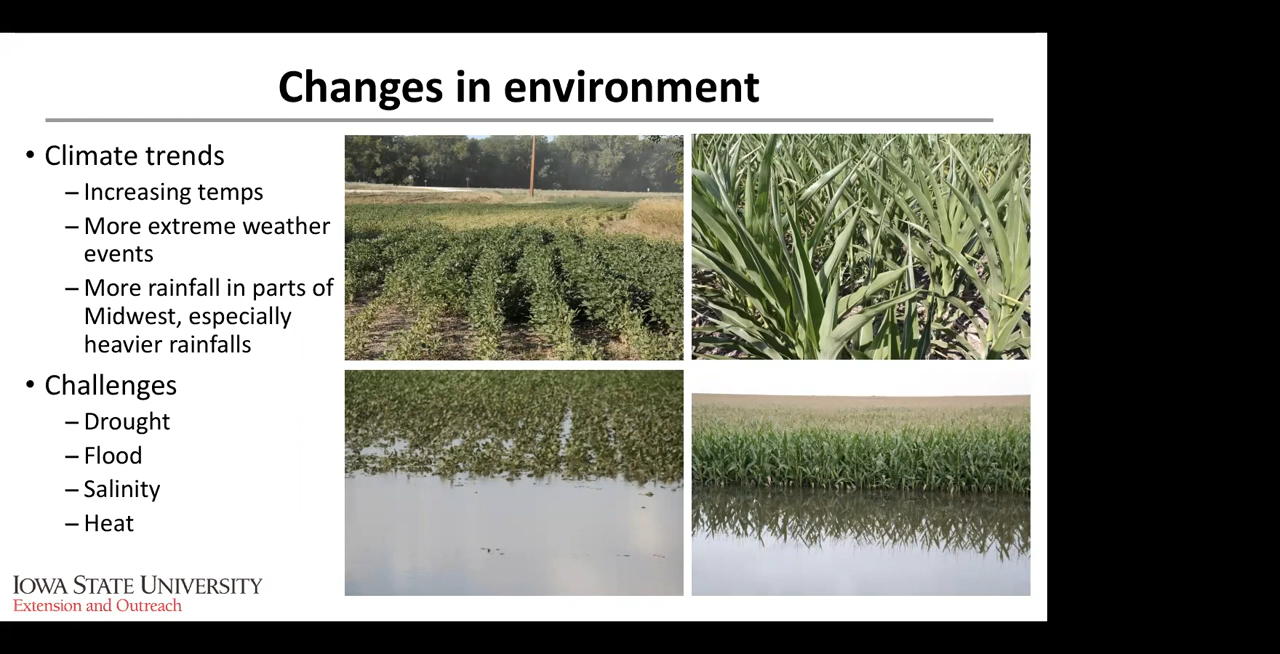 Changes in environment
• Climate trends
– Increasing temps
– More extreme weather
events
– More rainfall in parts of
Midwest, especially
heavier rainfalls
• Challenges
– Drought
– Flood
– Salinity
– Heat
IOWA STATE UNIVERSITY
Extension and Outreach